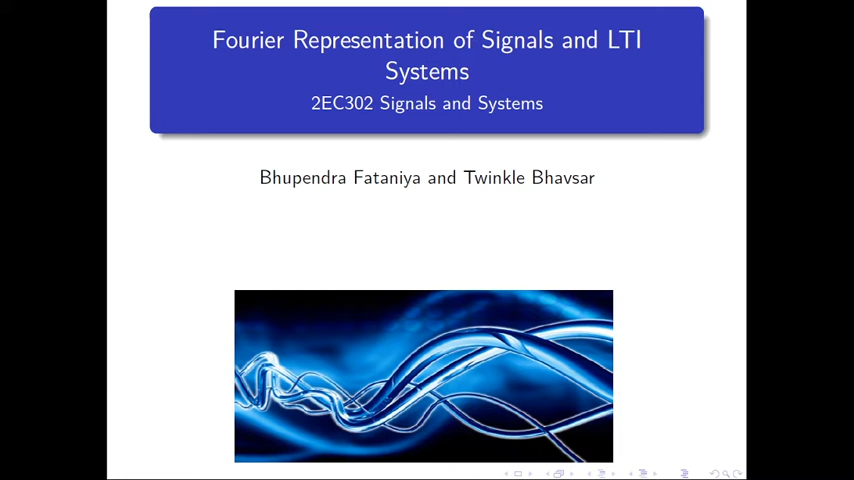 Fourier Representation of Signals and LTI
Systems
2EC302 Signals and Systems
Bhupendra Fataniya and Twinkle Bhavsar